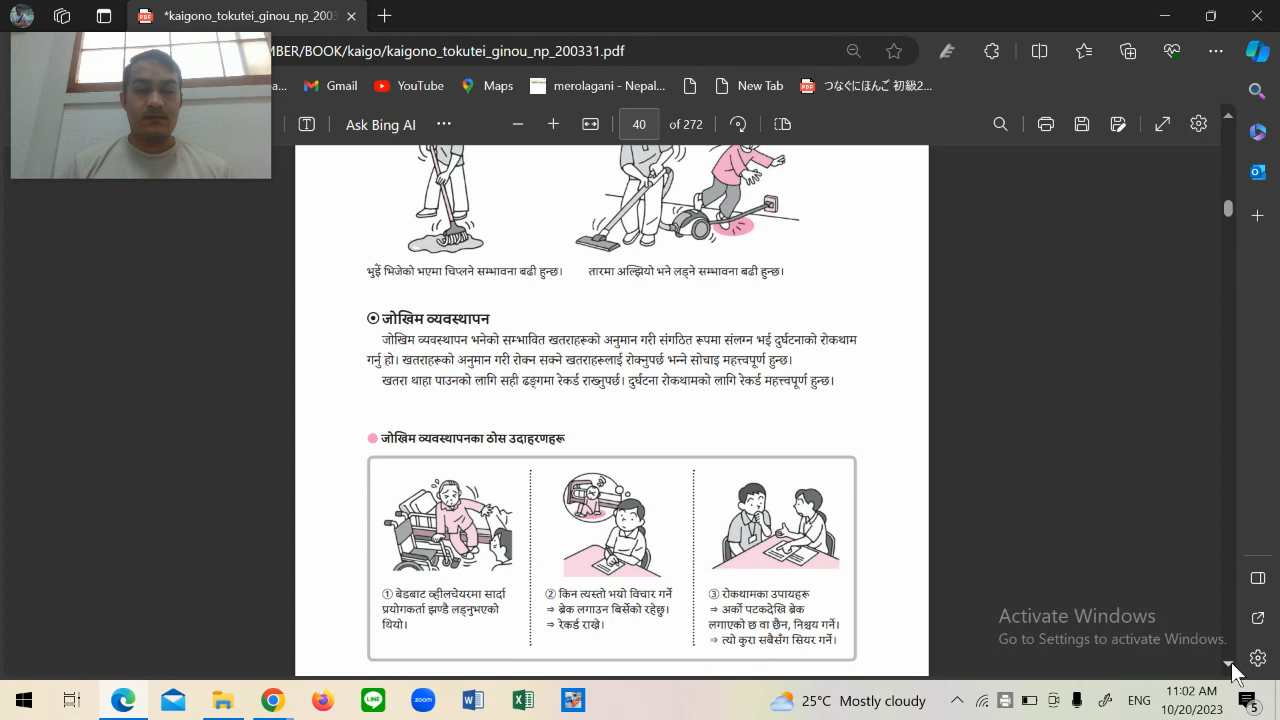 *kaigono_tokutei_ginou_np_2003
MBER/BOOK/kaigo/kaigono_tokutei_ginou_np_200331.pdf
a...
Gmail
YouTube
Maps
merolagani - Nepal...
New Tab
つなぐにほんご 初級2...
Ask Bing AI
40
of 272
भुइँ भिजेको भएमा चिप्लने सम्भावना बढी हुन्छ।
तारमा अल्झियो भने लड्ने सम्भावना बढी हुन्छ।
जोखिम व्यवस्थापन
जोखिम व्यवस्थापन भनेको सम्भावित खतराहरूको अनुमान गरी संगठित रूपमा संलग्न भई दुर्घटनाको रोकथाम
गर्नु हो। खतराहरूको अनुमान गरी रोक्न सक्ने खतराहरूलाई रोक्नुपर्छ भन्ने सोचाइ महत्त्वपूर्ण हुन्छ।
खतरा थाहा पाउनको लागि सही ढङ्गमा रेकर्ड राख्नुपर्छ। दुर्घटना रोकथामको लागि रेकर्ड महत्त्वपूर्ण हुन्छ।
जोखिम व्यवस्थापनका ठोस उदाहरणहरू
① बेडबाट व्हीलचेयरमा सार्दा
प्रयोगकर्ता झण्डै लड्नुभएको
थियो।
② किन त्यस्तो भयो विचार गर्ने
⇒ ब्रेक लगाउन बिर्सेको रहेछु।
⇒ रेकर्ड राख्ने।
③ रोकथामका उपायहरू
⇒ अर्को पटकदेखि ब्रेक
लगाएको छ वा छैन, निश्चय गर्ने।
⇒ त्यो कुरा सबैसँग सियर गर्ने।
Activate Windows
Go to Settings to activate Windows.
25°C Mostly cloudy
ENG
11:02 AM
10/20/2023
5